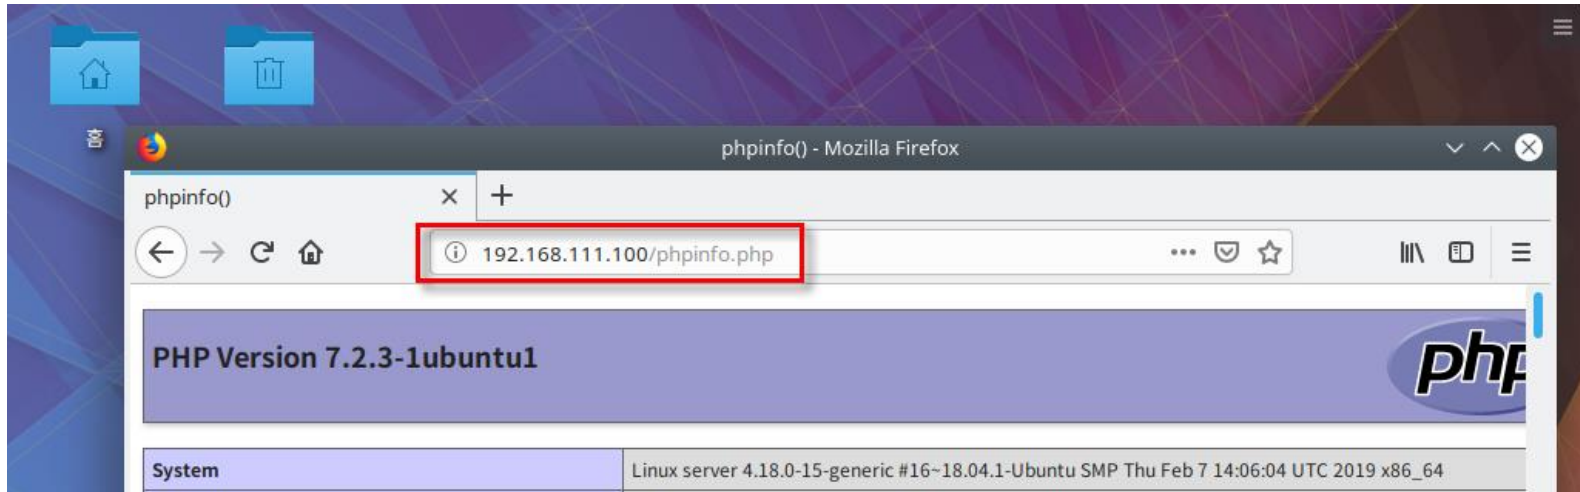 홈
phpinfo() - Mozilla Firefox
phpinfo()
192.168.111.100/phpinfo.php
PHP Version 7.2.3-1ubuntu1
php
System
Linux server 4.18.0-15-generic #16~18.04.1-Ubuntu SMP Thu Feb 7 14:06:04 UTC 2019 x86_64